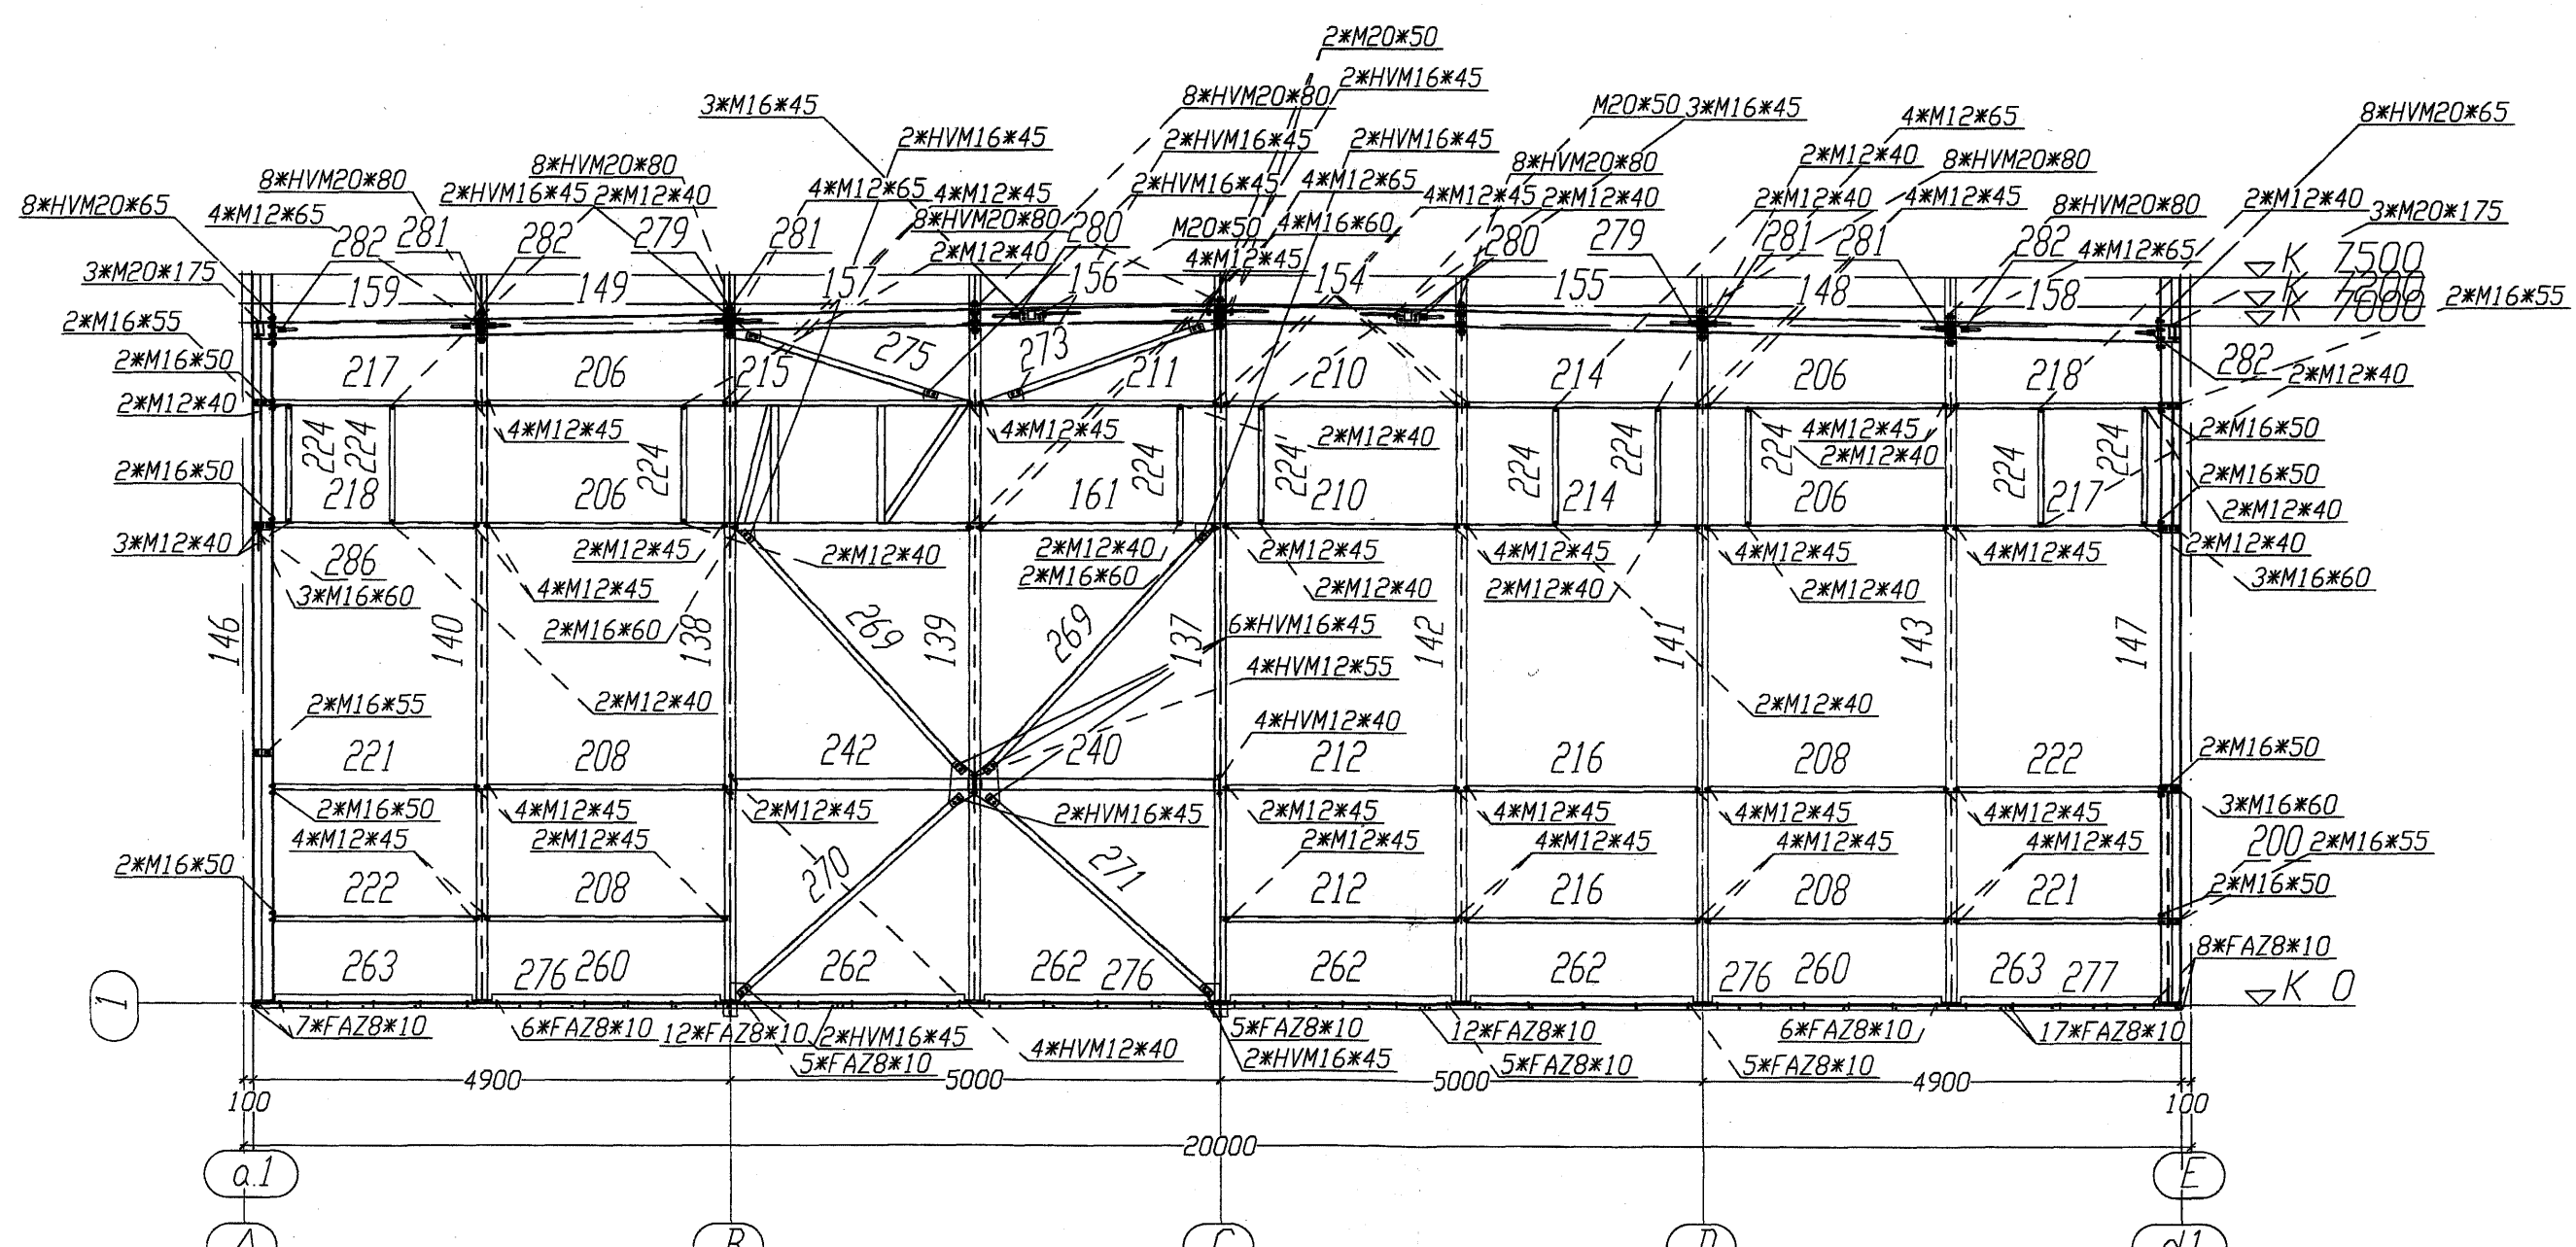 2*M20*50
2*HVM16*45
3*M16*45
8*HVM20*80
M20*50
3*M16*45
4*M12*65
8*HVM20*65
2*HVM16*45
2*HVM16*45
2*HVM16*45
8*HVM20*80
8*HVM20*80
2*M12*40
8*HVM20*80
8*HVM20*80
2*HVM16*45
2*M12*40
4*M12*65
4*M12*45
2*HVM16*45
4*M12*65
4*M12*45
2*M12*40
2*M12*40
4*M12*45
8*HVM20*80
2*M12*40
3*M20*175
8*HVM20*65
4*M12*65
282
281
282
279
281
8*HVM20*80
2*M12*40
280
M20*50
4*M16*60
4*M12*45
280
279
281
281
282
4*M12*65
K 7500
K 7200
K 7000
3*M20*175
159
149
157
156
154
155
148
158
2*M16*55
2*M16*55
275
273
2*M16*50
217
206
215
211
210
214
206
218
282
2*M12*40
2*M12*40
4*M12*45
4*M12*45
2*M12*40
4*M12*45
2*M12*40
2*M16*50
224
224
224
224
224
224
224
224
224
224
2*M16*50
218
206
161
210
214
206
217
2*M16*50
2*M12*40
3*M12*40
286
2*M12*45
2*M12*40
2*M12*40
2*M16*60
2*M12*45
4*M12*45
4*M12*45
4*M12*45
2*M12*40
3*M16*60
3*M16*60
4*M12*45
2*M12*40
2*M12*40
2*M12*40
2*M16*60
146
140
138
269
139
269
137
142
141
143
147
6*HVM16*45
4*HVM12*55
2*M16*55
2*M12*40
4*HVM12*40
2*M12*40
221
208
242
240
212
216
208
222
2*M16*50
2*M16*50
4*M12*45
2*M12*45
2*HVM16*45
2*M12*45
4*M12*45
4*M12*45
4*M12*45
3*M16*60
4*M12*45
2*M12*45
2*M12*45
4*M12*45
4*M12*45
4*M12*45
200
2*M16*55
2*M16*50
222
208
270
271
212
216
208
221
2*M16*50
263
276
260
262
262
276
262
262
276
260
263
277
8*FAZ8*10
K 0
1
7*FAZ8*10
6*FAZ8*10
12*FAZ8*10
2*HVM16*45
5*FAZ8*10
4*HVM12*40
5*FAZ8*10
2*HVM16*45
12*FAZ8*10
5*FAZ8*10
6*FAZ8*10
5*FAZ8*10
17*FAZ8*10
4900
5000
5000
4900
100
100
20000
a.1
E
A
B
C
D
d.1